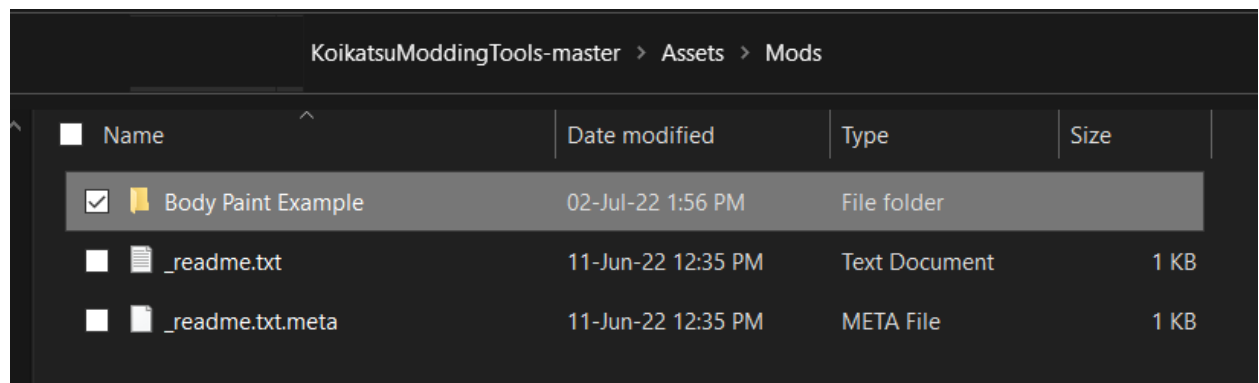 KoikatsuModdingTools-master > Assets > Mods
Name Date modified Type Size
Body Paint Example 02-Jul-22 1:56 PM File folder
_readme.txt 11-Jun-22 12:35 PM Text Document 1 KB
_readme.txt.meta 11-Jun-22 12:35 PM META File 1 KB